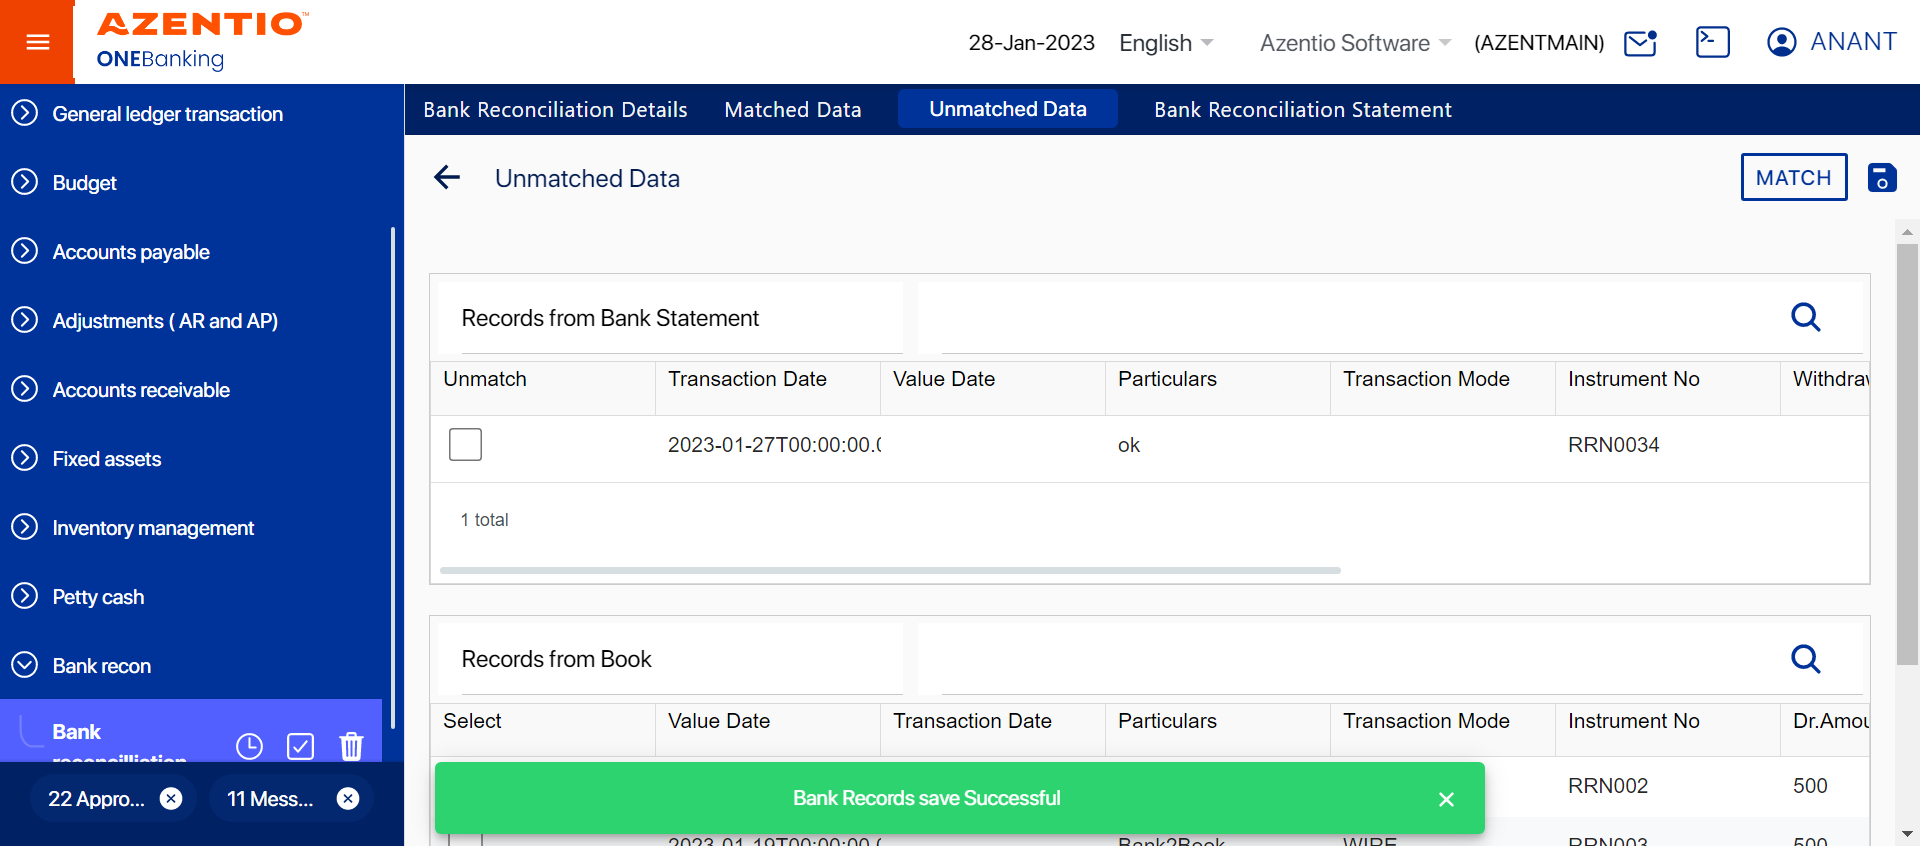 AZENTIO™
ONEBanking
28-Jan-2023
English
Azentio Software
(AZENTMAIN)
ANANT
General ledger transaction
Budget
Accounts payable
Adjustments ( AR and AP)
Accounts receivable
Fixed assets
Inventory management
Petty cash
Bank recon
Bank
reconcilliation
22 Appro...
11 Mess...
Bank Reconciliation Details
Matched Data
Unmatched Data
Bank Reconciliation Statement
Unmatched Data
MATCH
Records from Bank Statement
Unmatch Transaction Date Value Date Particulars Transaction Mode Instrument No Withdraw
2023-01-27T00:00:00.0 ok RRN0034
1 total
Records from Book
Select Value Date Transaction Date Particulars Transaction Mode Instrument No Dr.Amou
RRN002 500
Bank Records save Successful
2023-01-19T00:00:00.0 Bank2Book WIRE RRN003 500